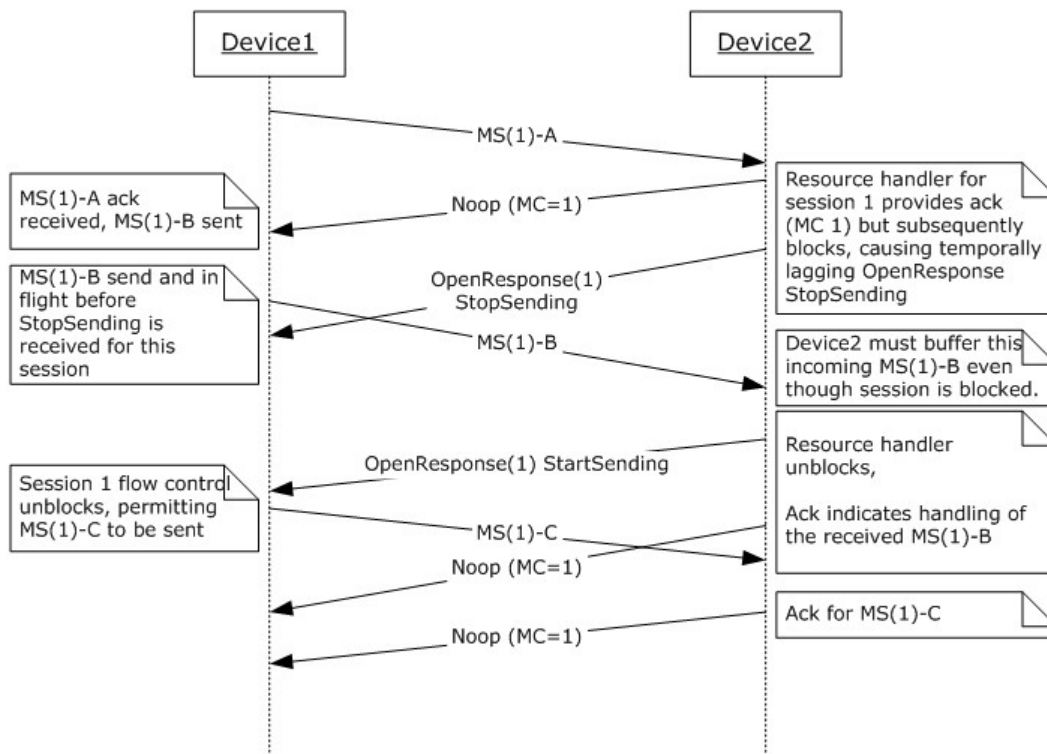 Device1
Device2
MS(1)-A
MS(1)-A ack
received, MS(1)-B sent
Noop (MC=1)
Resource handler for
session 1 provides ack
(MC 1) but subsequently
blocks, causing temporally
lagging OpenResponse
StopSending
MS(1)-B send and in
flight before
StopSending is
received for this
session
OpenResponse(1)
StopSending
MS(1)-B
Device2 must buffer this
incoming MS(1)-B even
though session is blocked.
OpenResponse(1) StartSending
Resource handler
unblocks,
Ack indicates handling of
the received MS(1)-B
Session 1 flow control
unblocks, permitting
MS(1)-C to be sent
MS(1)-C
Noop (MC=1)
Ack for MS(1)-C
Noop (MC=1)